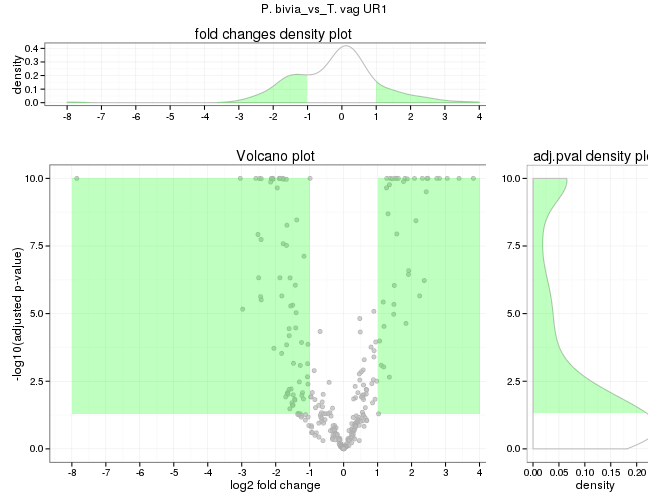 P. bivia_vs_T. vag UR1
fold changes density plot
density
0.4
0.3
0.2
0.1
0.0
-8 -7 -6 -5 -4 -3 -2 -1 0 1 2 3 4
Volcano plot
-log10(adjusted p-value)
10.0
7.5
5.0
2.5
0.0
-8 -7 -6 -5 -4 -3 -2 -1 0 1 2 3 4
log2 fold change
adj.pval density plo
10.0
7.5
5.0
2.5
0.0
0.00 0.05 0.10 0.15 0.20
density